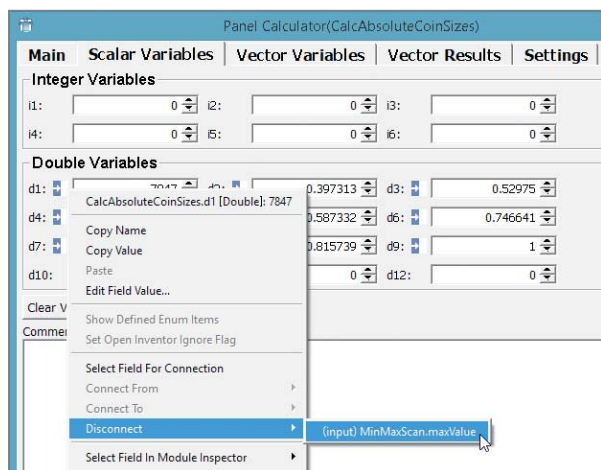 Panel Calculator(CalcAbsoluteCoinSizes)
Main Scalar Variables Vector Variables Vector Results Settings
Integer Variables
i1: 0 i2: 0 i3: 0
i4: 0 i5: 0 i6: 0
Double Variables
d1: 7847 d2: 0.397313 d3: 0.52975
CalcAbsoluteCoinSizes.d1 [Double]: 7847
d4: 0.587332 d6: 0.746641
Copy Name
d7: 0.815739 d9: 1
Copy Value
d10: Paste 0 d12: 0
Edit Field Value...
Clear V
Show Defined Enum Items
Commen
Set Open Inventor Ignore Flag
Select Field For Connection
Connect From
Connect To
Disconnect (input) MinMaxScan.maxValue
Select Field In Module Inspector